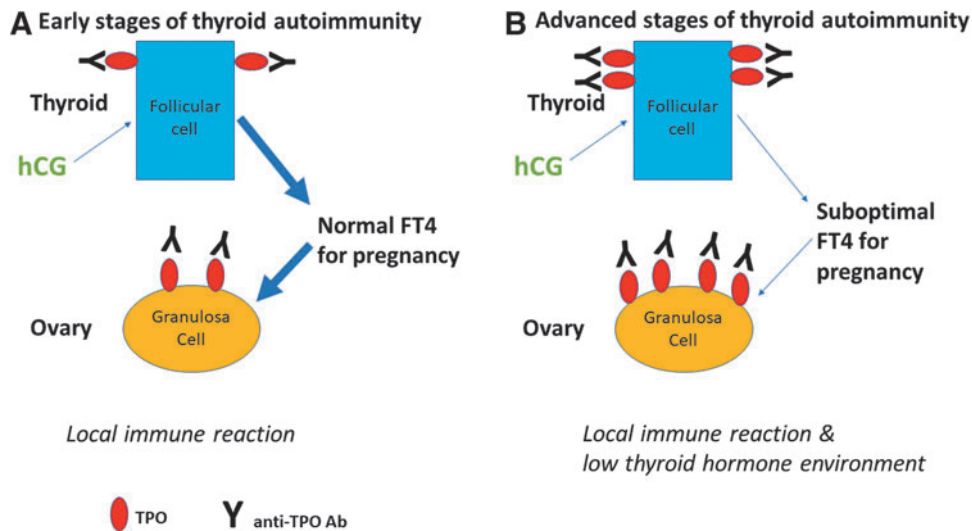 A Early stages of thyroid autoimmunity
Thyroid
Follicular
cell
hCG
Normal FT4
for pregnancy
Ovary
Granulosa
Cell
Local immune reaction
TPO
Y anti-TPO Ab
B Advanced stages of thyroid autoimmunity
Thyroid
Follicular
cell
hCG
Suboptimal
FT4 for
pregnancy
Ovary
Granulosa
Cell
Local immune reaction &
low thyroid hormone environment